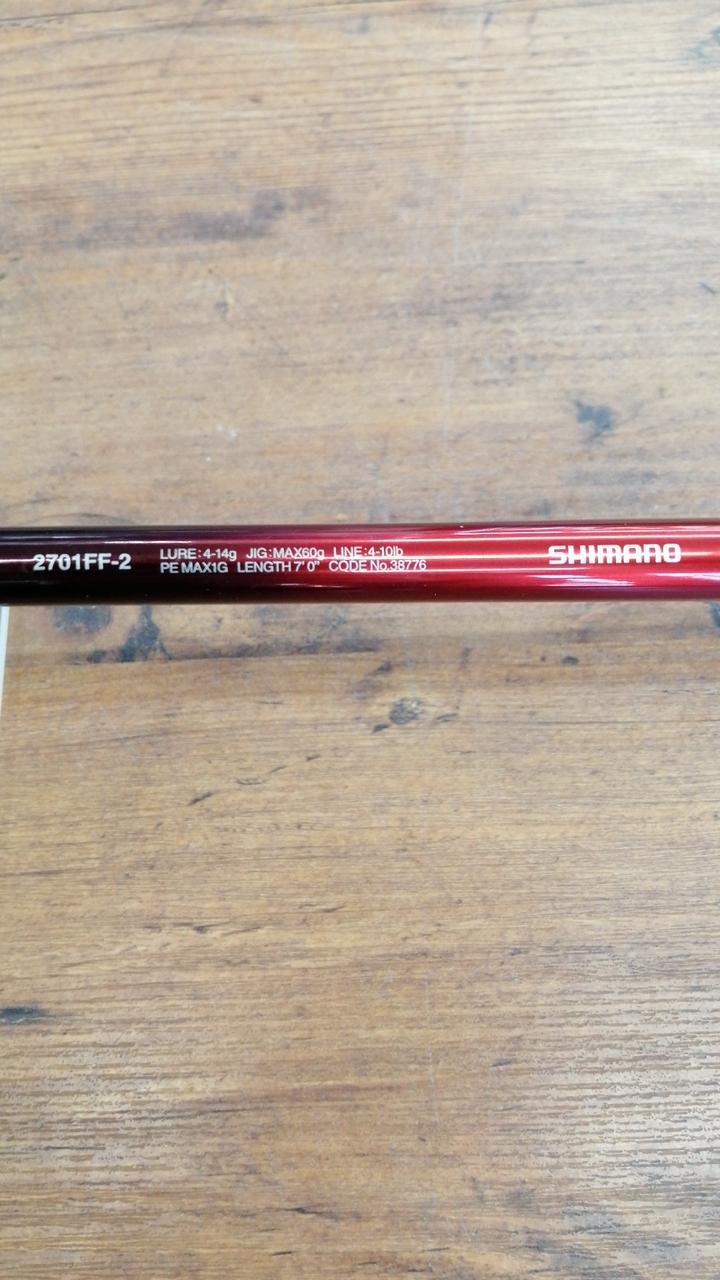 2701FF-2
LURE:4-14g JIG:MAX60g LINE:4-10lb
PE MAX1G LENGTH 7' 0" CODE No.38776
SHIMANO